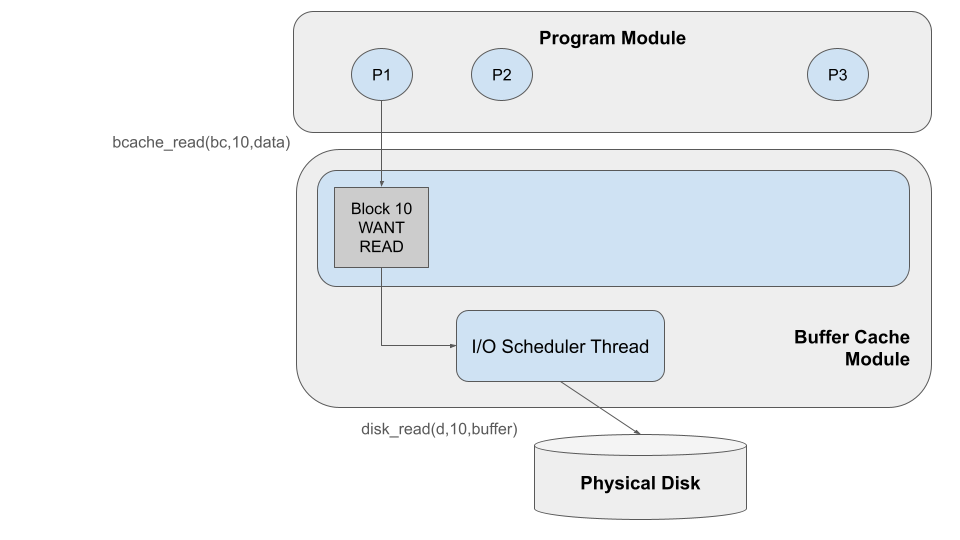 Program Module
P1
P2
P3
bcache_read(bc,10,data)
Block 10
WANT
READ
I/O Scheduler Thread
Buffer Cache
Module
disk_read(d,10,buffer)
Physical Disk